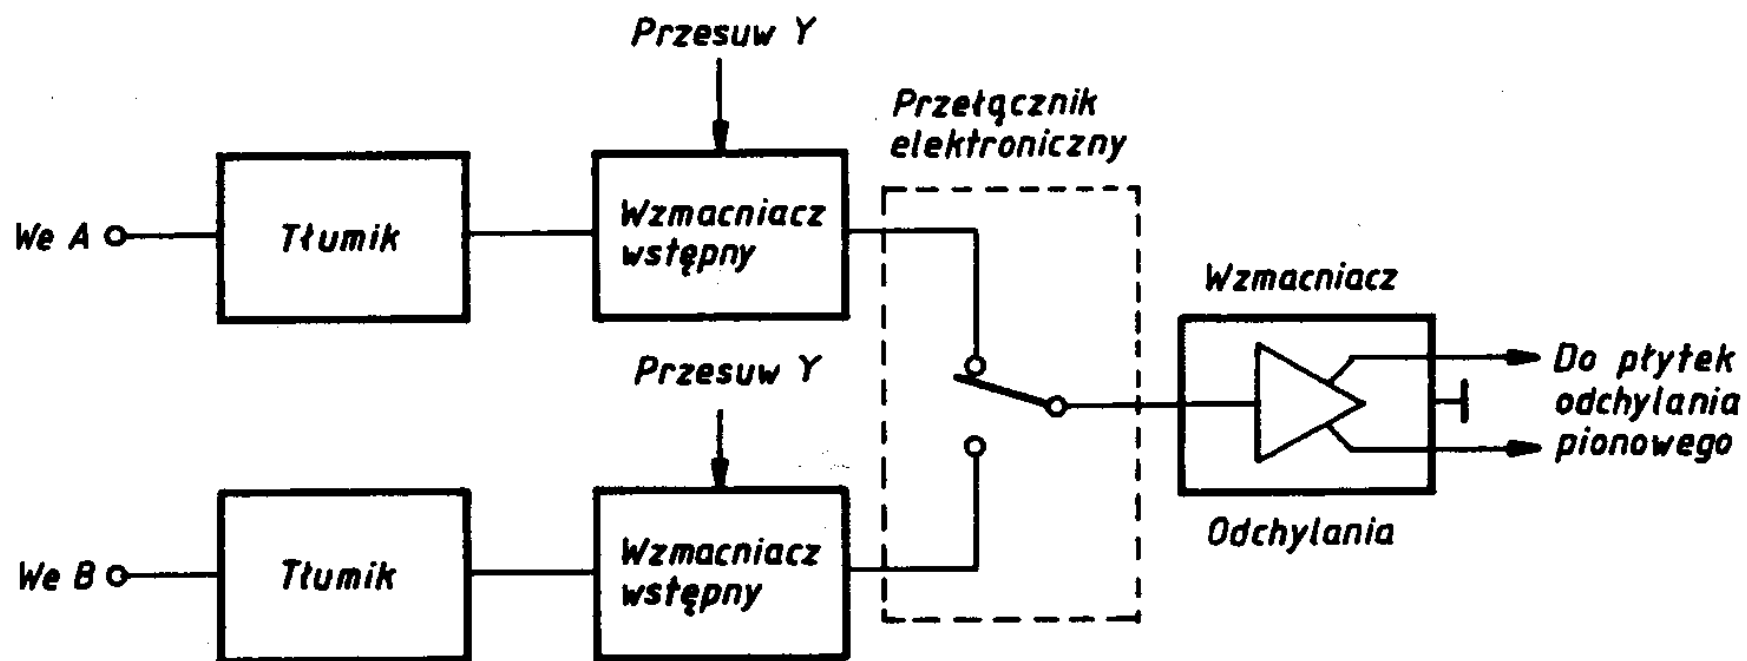 Przesuw Y
Przełącznik
elektroniczny
We A
Tłumik
Wzmacniacz
wstępny
Wzmacniacz
Do płytek
odchylania
pionowego
Przesuw Y
Odchylania
We B
Tłumik
Wzmacniacz
wstępny